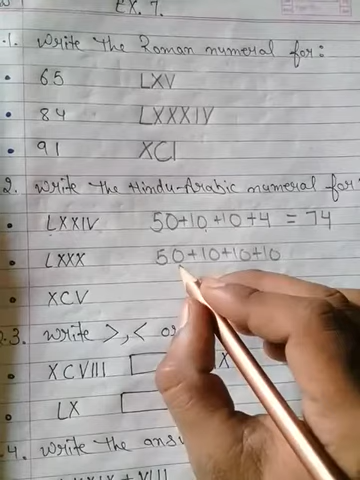 Ex. 7.
.1. Write the Roman numeral for:
• 65 LXV
• 84 LXXXIV
• 91 XCI
2. Write the Hindu-Arabic numeral for:
• LXXIV 50+10+10+4 = 74
• LXXX 50+10+10+10
• XCV
.3. Write >, <
• XCVIII X
• LX
.4. Write the
+ VIII